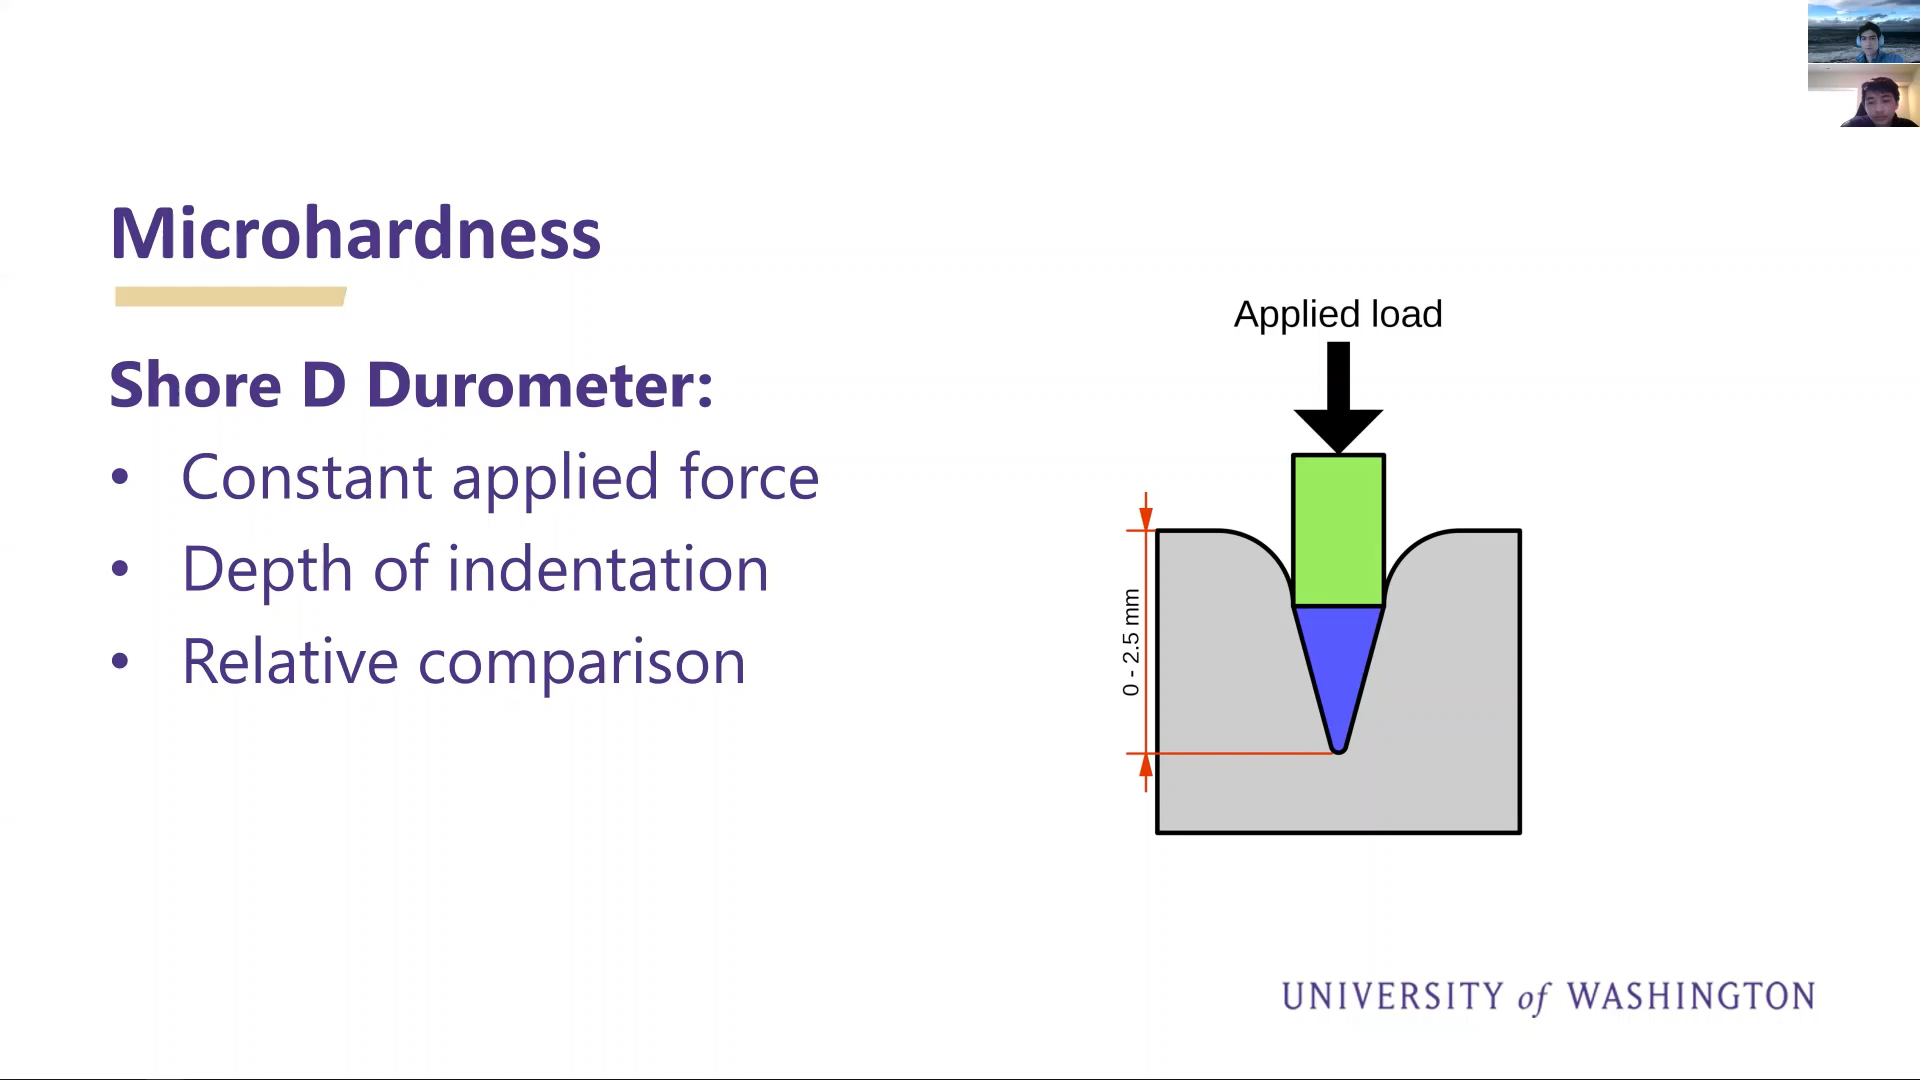 Microhardness
Shore D Durometer:
• Constant applied force
• Depth of indentation
• Relative comparison
Applied load
0 - 2.5 mm
UNIVERSITY of WASHINGTON